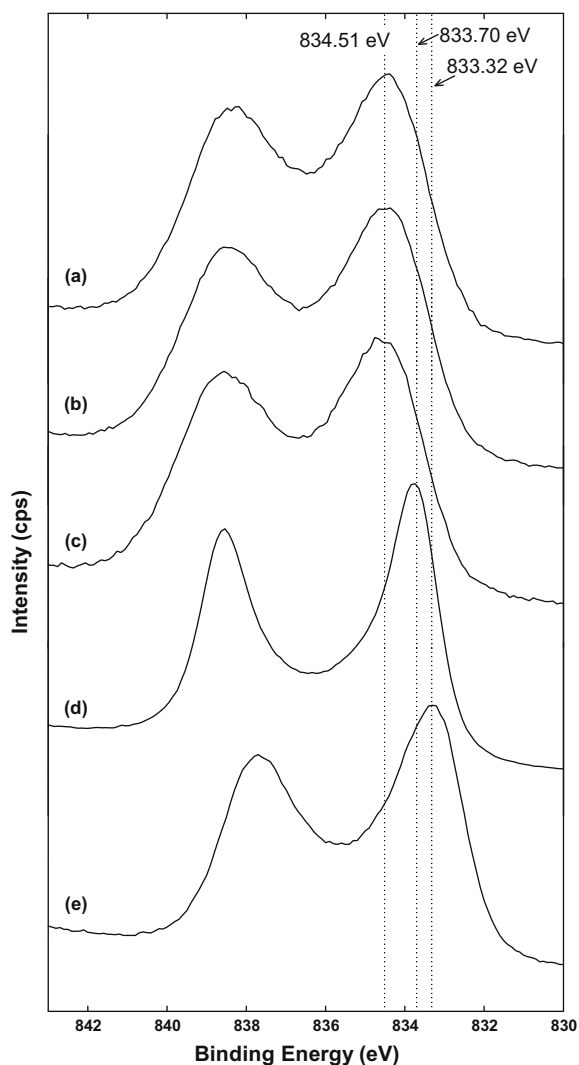 834.51 eV
833.70 eV
833.32 eV
(a)
(b)
(c)
(d)
(e)
Intensity (cps)
842 840 838 836 834 832 830
Binding Energy (eV)